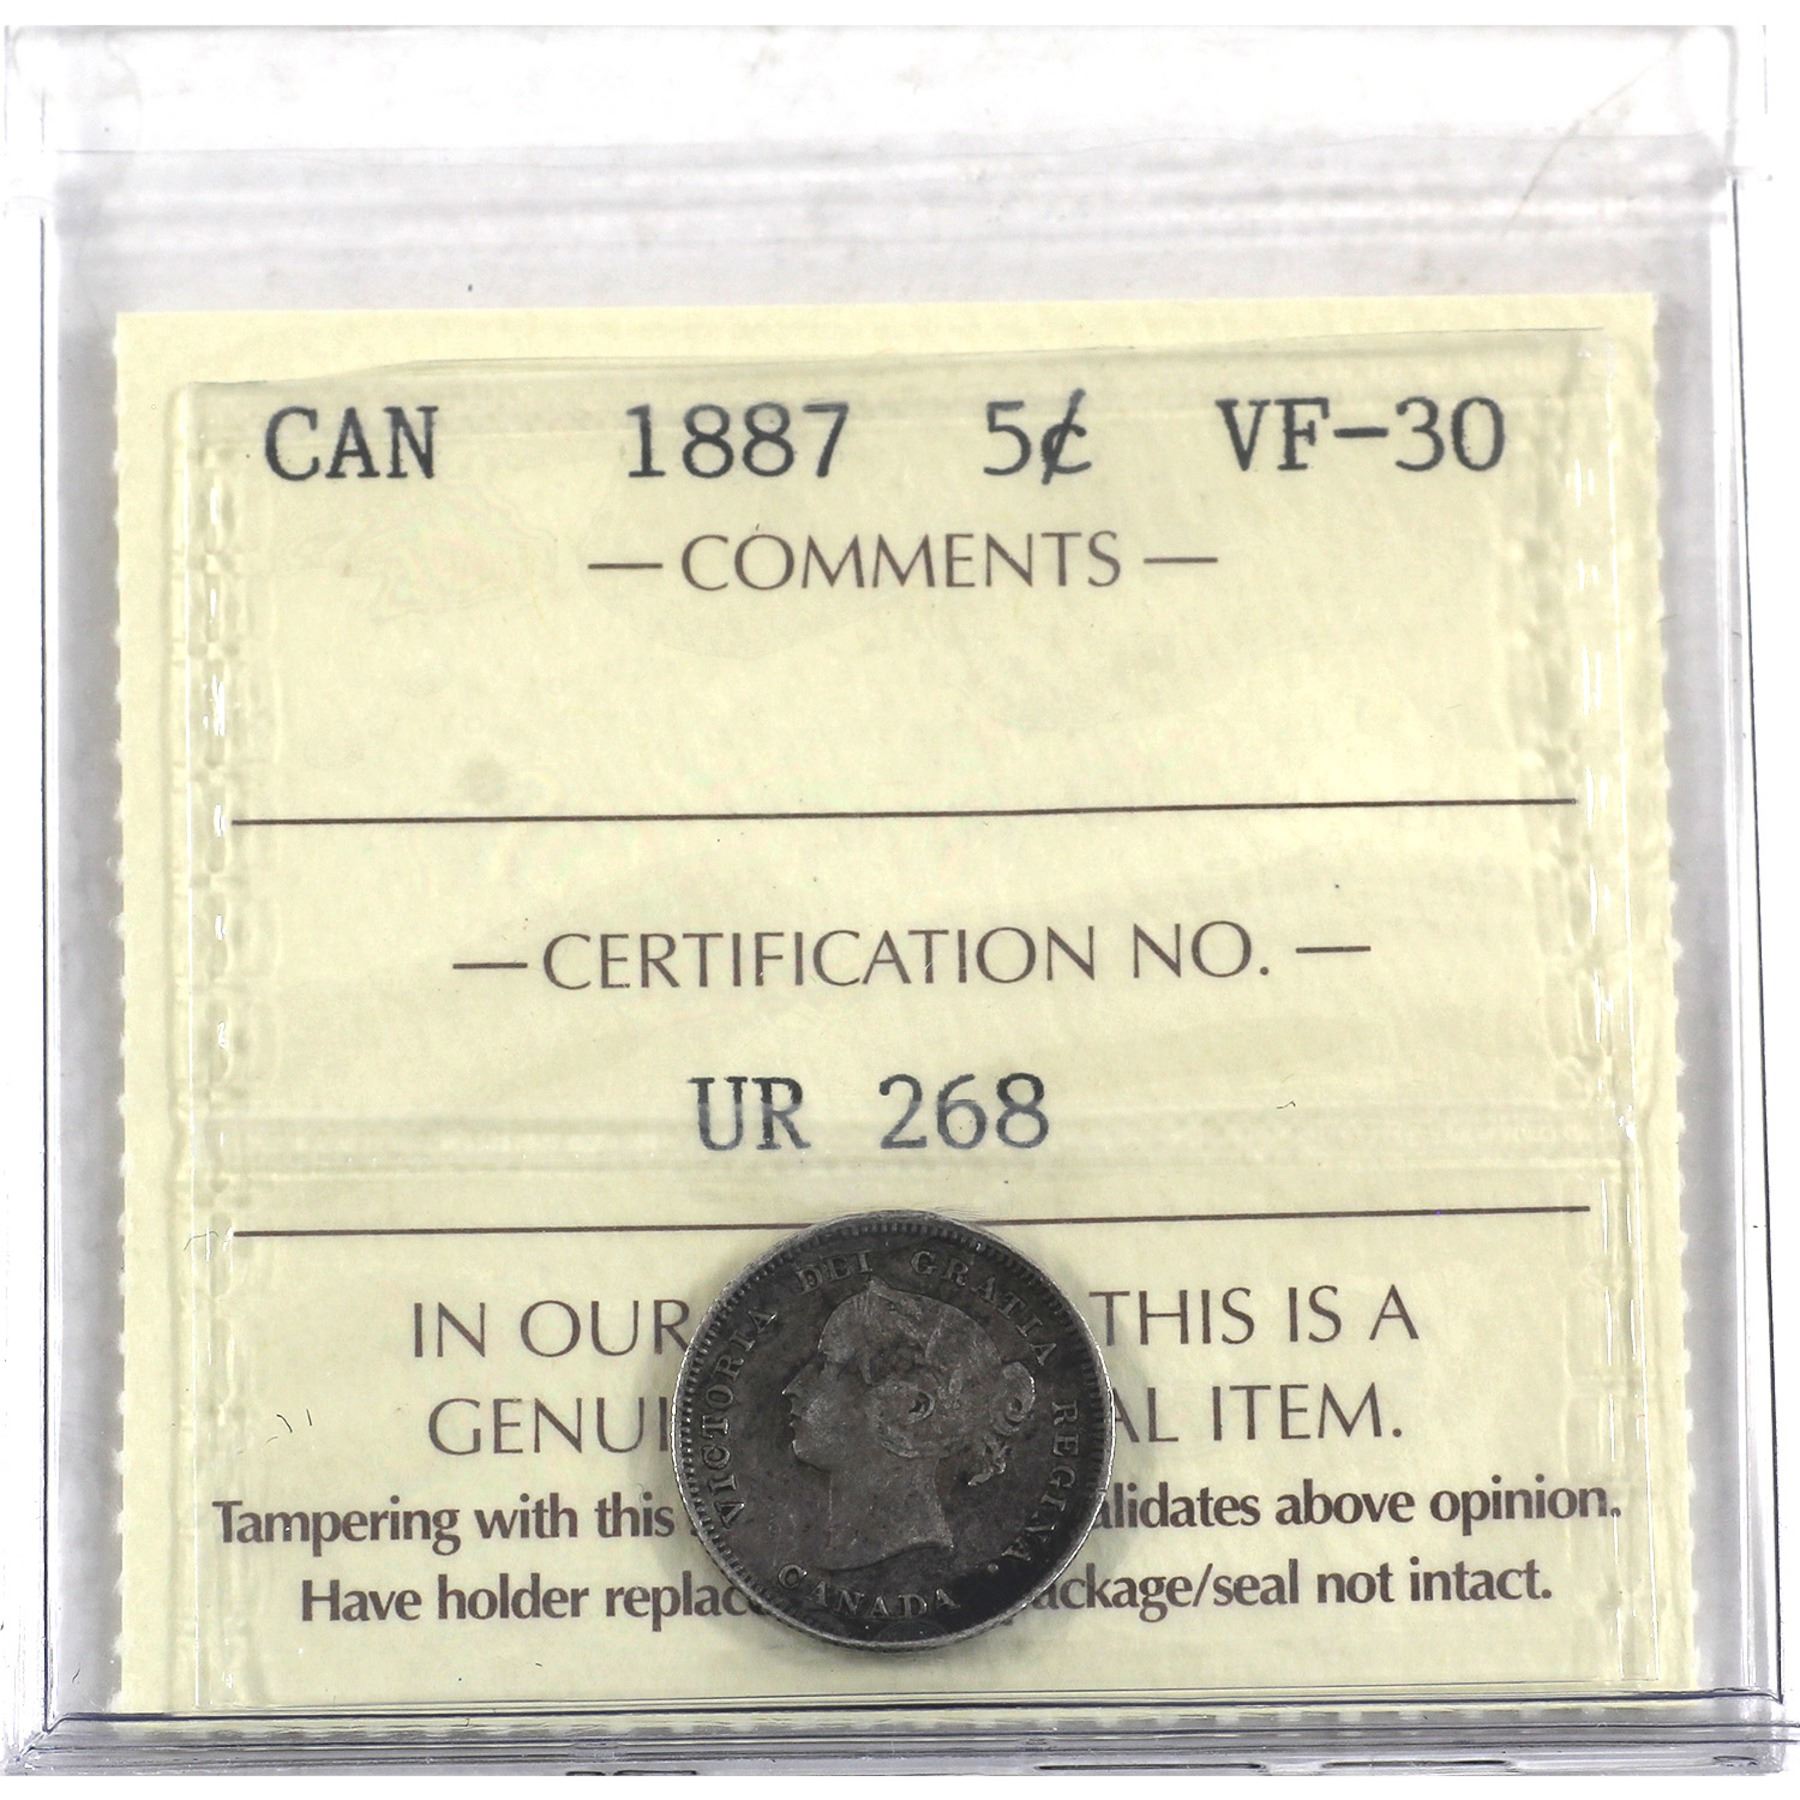 CAN 1887 5¢ VF-30
— COMMENTS —
— CERTIFICATION NO. —
UR 268
IN OUR THIS IS A
GENUI AL ITEM.
Tampering with this alidates above opinion.
Have holder replac ackage/seal not intact.
VICTORIA DEI GRATIA REGINA.
CANADA